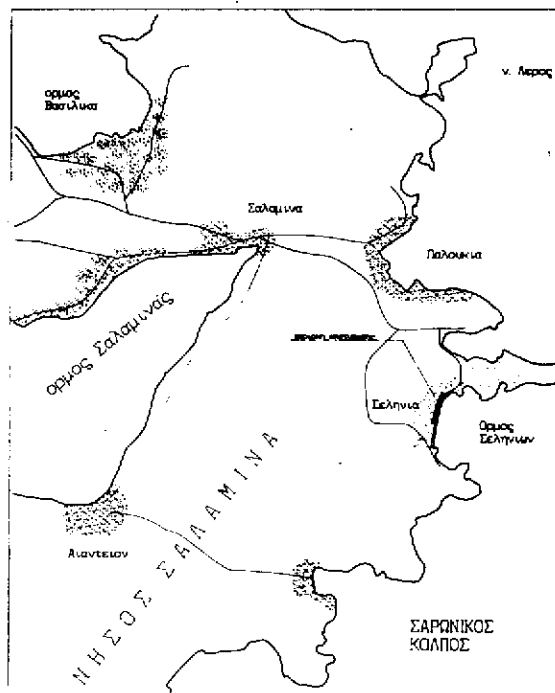 ορμος
Βασιλικα
ν. Λερος
Σαλαμινα
Παλουκια
ορμος Σαλαμινας
Σεληνια
Ορμος
Σεληνιων
Αιαντειον
ΝΗΣΟΣ ΣΑΛΑΜΙΝΑ
ΣΑΡΩΝΙΚΟΣ
ΚΟΛΠΟΣ